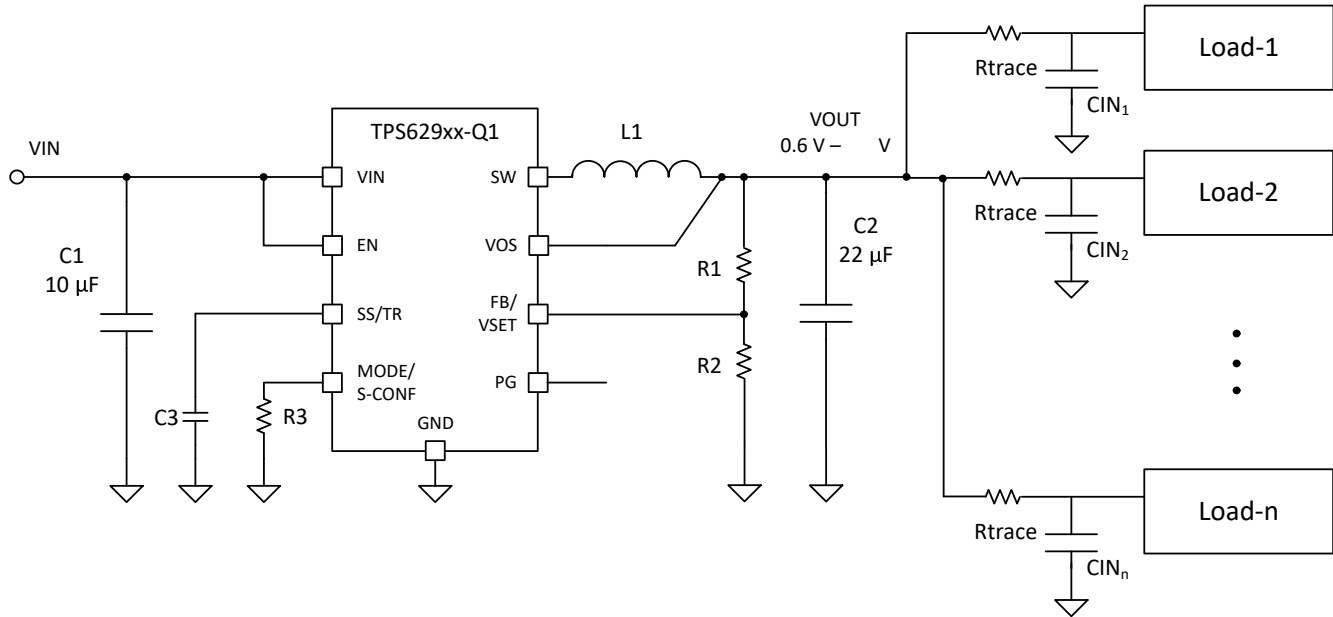 VIN
C1
10 µF
C3
R3
TPS629xx-Q1
VIN
EN
SS/TR
MODE/
S-CONF
GND
SW
VOS
FB/
VSET
PG
L1
R1
R2
VOUT
0.6 V – V
C2
22 µF
Rtrace
CIN1
Load-1
Rtrace
CIN2
Load-2
Rtrace
CINn
Load-n